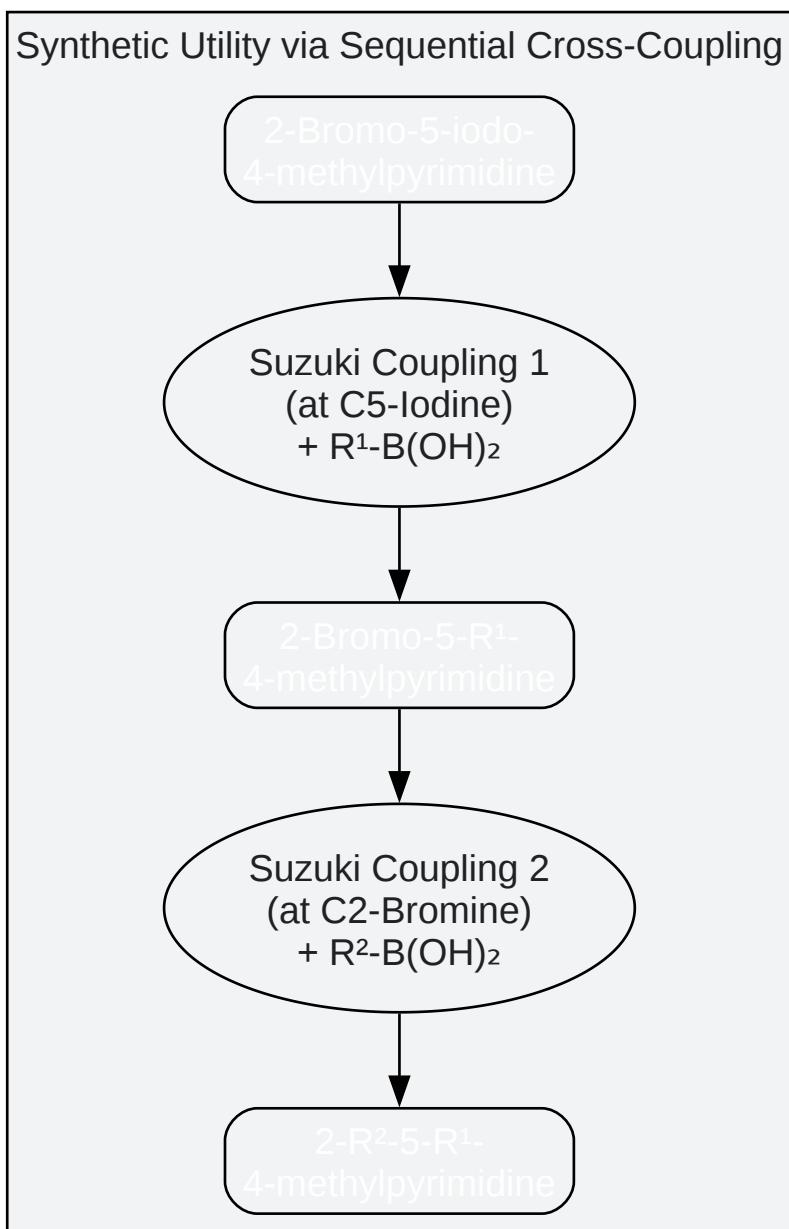 Synthetic Utility via Sequential Cross-Coupling
2-Bromo-5-iodo-
4-methylpyrimidine
Suzuki Coupling 1
(at C5-Iodine)
+ R¹-B(OH)₂
2-Bromo-5-R¹-
4-methylpyrimidine
Suzuki Coupling 2
(at C2-Bromine)
+ R²-B(OH)₂
2-R²-5-R¹-
4-methylpyrimidine